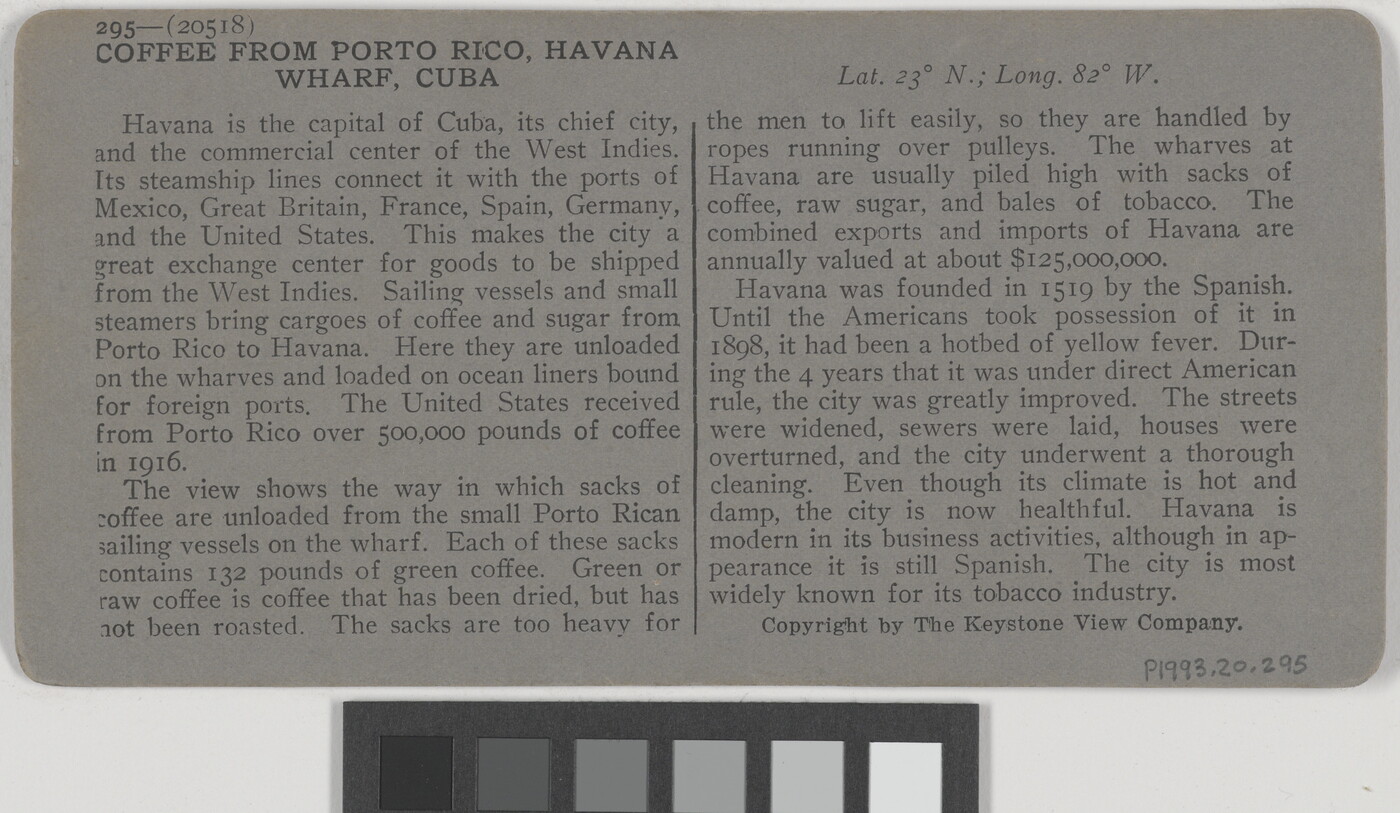 295—(20518)
COFFEE FROM PORTO RICO, HAVANA
WHARF, CUBA
Havana is the capital of Cuba, its chief city,
and the commercial center of the West Indies.
Its steamship lines connect it with the ports of
Mexico, Great Britain, France, Spain, Germany,
and the United States. This makes the city a
great exchange center for goods to be shipped
from the West Indies. Sailing vessels and small
steamers bring cargoes of coffee and sugar from
Porto Rico to Havana. Here they are unloaded
on the wharves and loaded on ocean liners bound
for foreign ports. The United States received
from Porto Rico over 500,000 pounds of coffee
in 1916.
The view shows the way in which sacks of
coffee are unloaded from the small Porto Rican
sailing vessels on the wharf. Each of these sacks
contains 132 pounds of green coffee. Green or
raw coffee is coffee that has been dried, but has
not been roasted. The sacks are too heavy for
Lat. 23° N.; Long. 82° W.
the men to lift easily, so they are handled by
ropes running over pulleys. The wharves at
Havana are usually piled high with sacks of
coffee, raw sugar, and bales of tobacco. The
combined exports and imports of Havana are
annually valued at about $125,000,000.
Havana was founded in 1519 by the Spanish.
Until the Americans took possession of it in
1898, it had been a hotbed of yellow fever. Dur-
ing the 4 years that it was under direct American
rule, the city was greatly improved. The streets
were widened, sewers were laid, houses were
overturned, and the city underwent a thorough
cleaning. Even though its climate is hot and
damp, the city is now healthful. Havana is
modern in its business activities, although in ap-
pearance it is still Spanish. The city is most
widely known for its tobacco industry.
Copyright by The Keystone View Company.
P1993.20.295